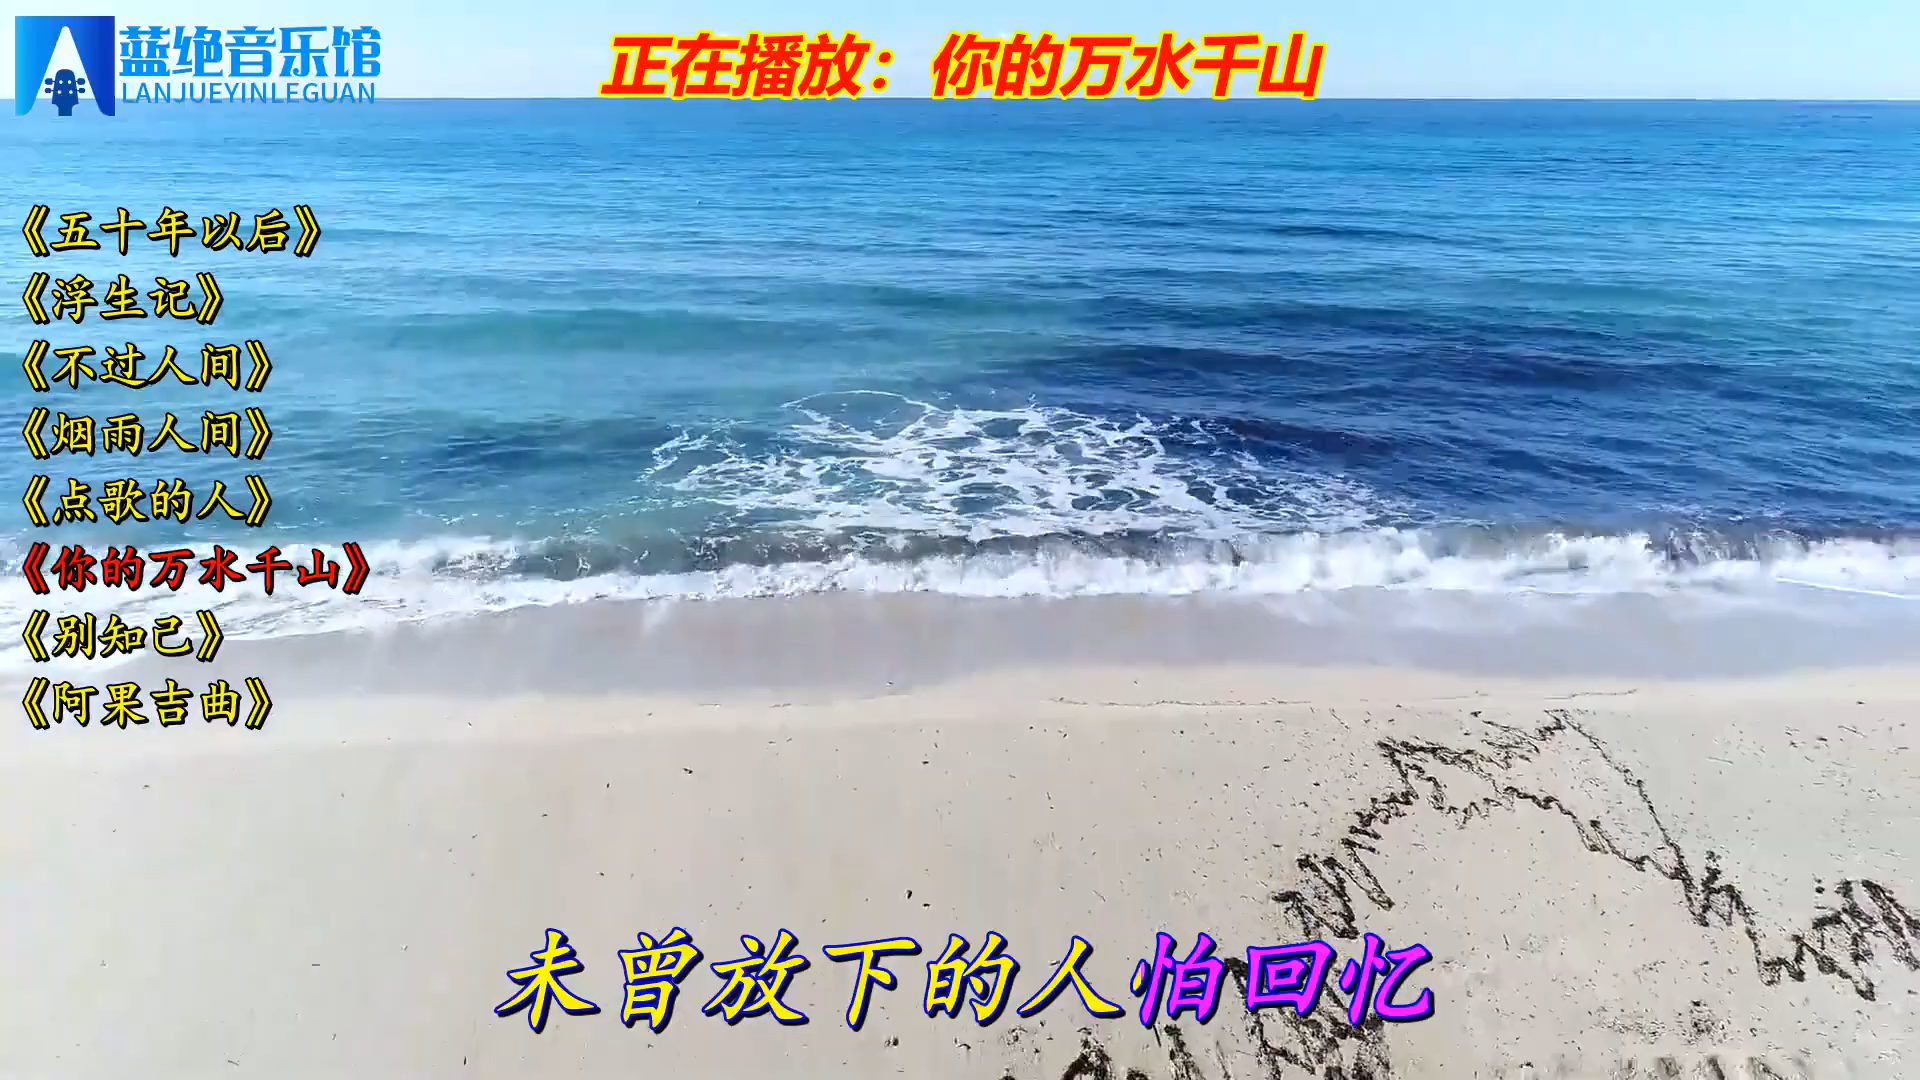 蓝绝音乐馆
LANJUEYINLEGUAN
正在播放：你的万水千山
《五十年以后》
《浮生记》
《不过人间》
《烟雨人间》
《点歌的人》
《你的万水千山》
《别知己》
《阿果吉曲》
未曾放下的人怕回忆